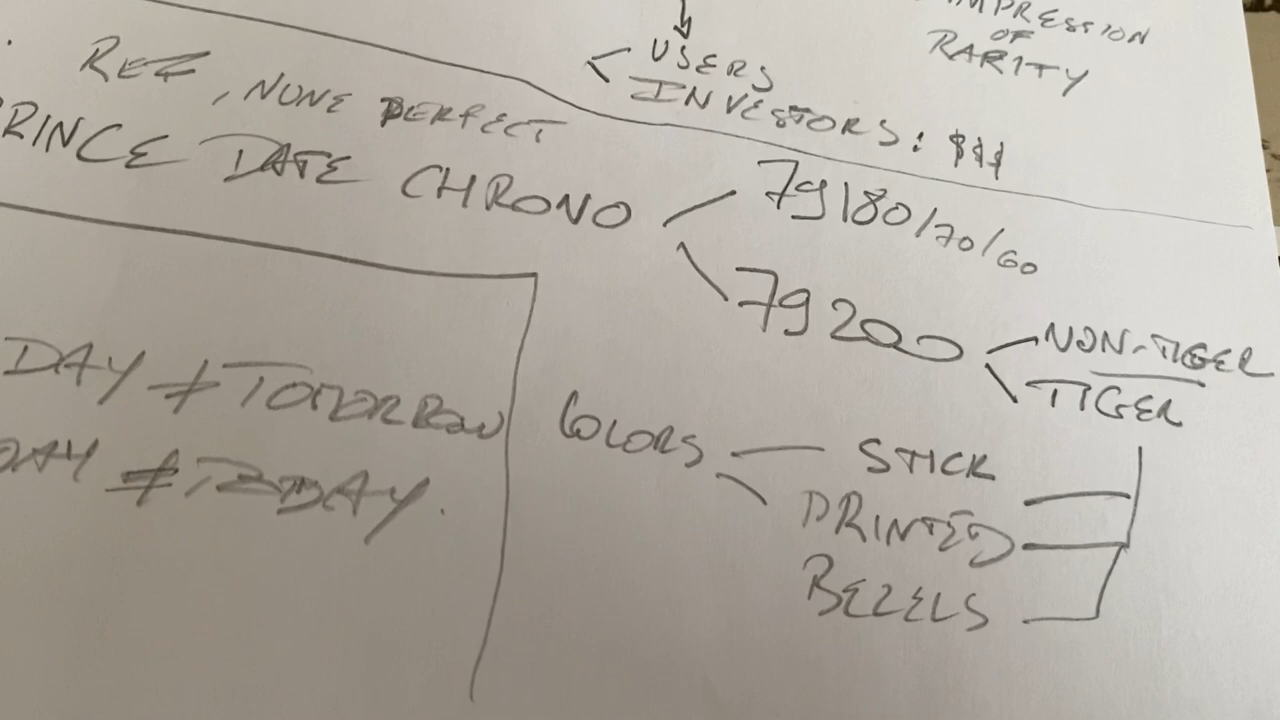 IMPRESSION
OF
RARITY
USERS
INVESTORS: $$$
REF, NONE PERFECT
RINCE DATE CHRONO
79180/70/60
79200
NON-TIGER
TIGER
DAY ≠ TOMORROW
DAY ≠ TODAY.
COLORS
STICK
PRINTED
BEZELS